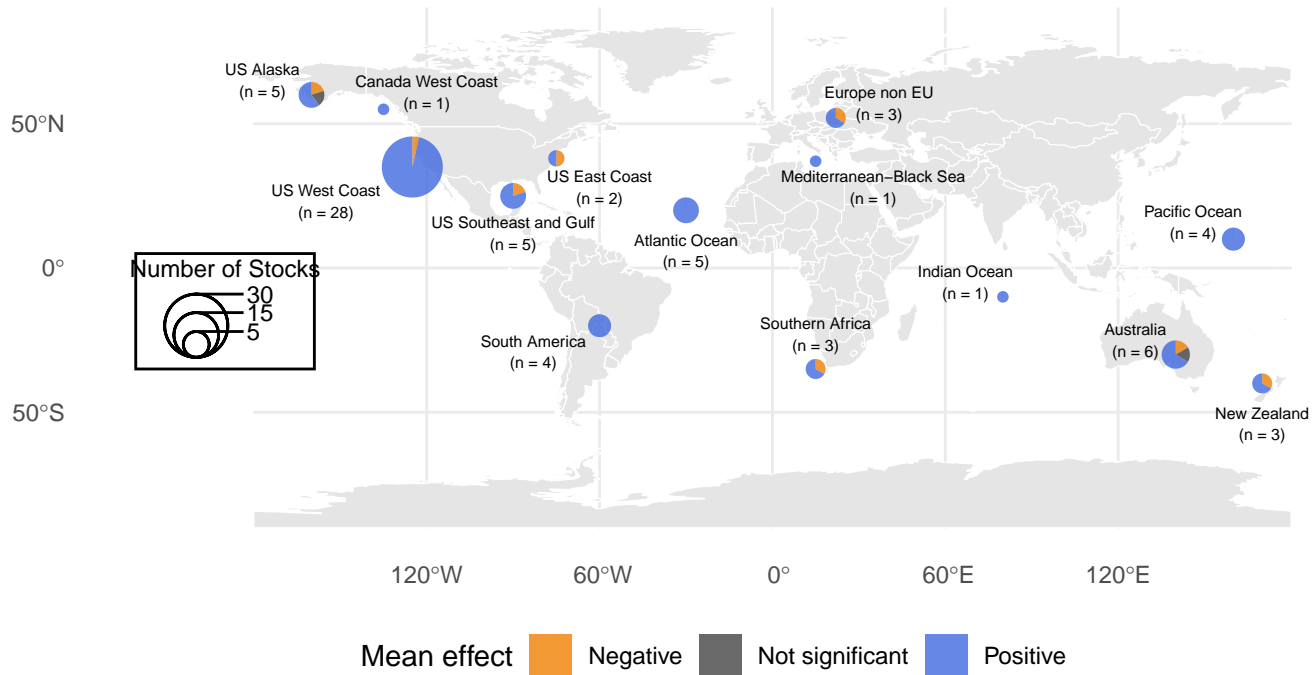 US Alaska
(n = 5)
Canada West Coast
(n = 1)
Europe non EU
(n = 3)
50°N
US West Coast
(n = 28)
US East Coast
(n = 2)
US Southeast and Gulf
(n = 5)
Mediterranean−Black Sea
(n = 1)
Atlantic Ocean
(n = 5)
Pacific Ocean
(n = 4)
0°
Number of Stocks
30
15
5
Indian Ocean
(n = 1)
South America
(n = 4)
Southern Africa
(n = 3)
Australia
(n = 6)
50°S
New Zealand
(n = 3)
120°W
60°W
0°
60°E
120°E
Mean effect
Negative
Not significant
Positive